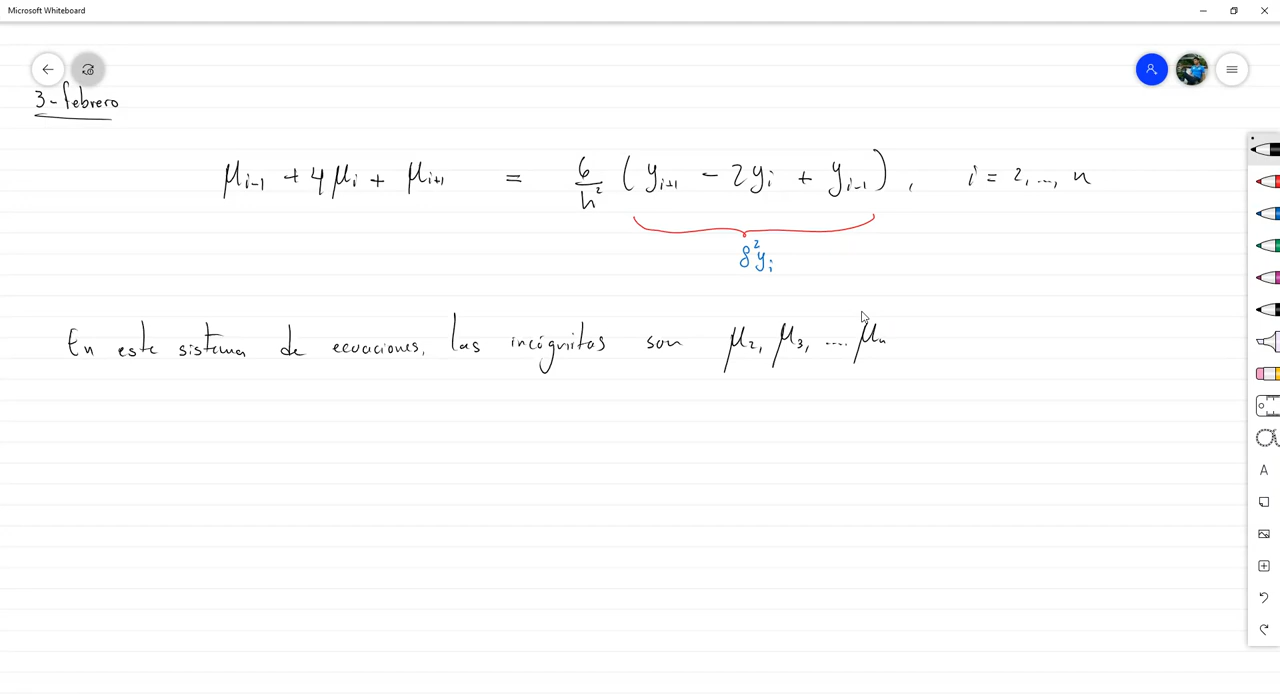 Microsoft Whiteboard
3-febrero
μᵢ₋₁ + 4μᵢ + μᵢ₊₁ = 6/h² (yᵢ₊₁ - 2yᵢ + yᵢ₋₁), i = 2, ..., n
δ²yᵢ
En este sistema de ecuaciones, las incógnitas son μ₂, μ₃, .... μₙ
A